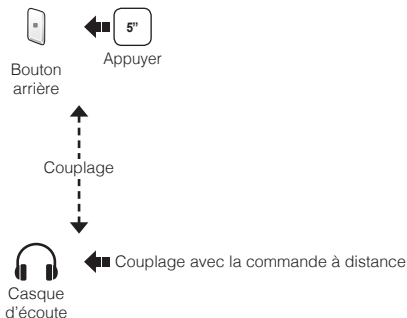 5"
Appuyer
Bouton
arrière
Couplage
Couplage avec la commande à distance
Casque
d'écoute